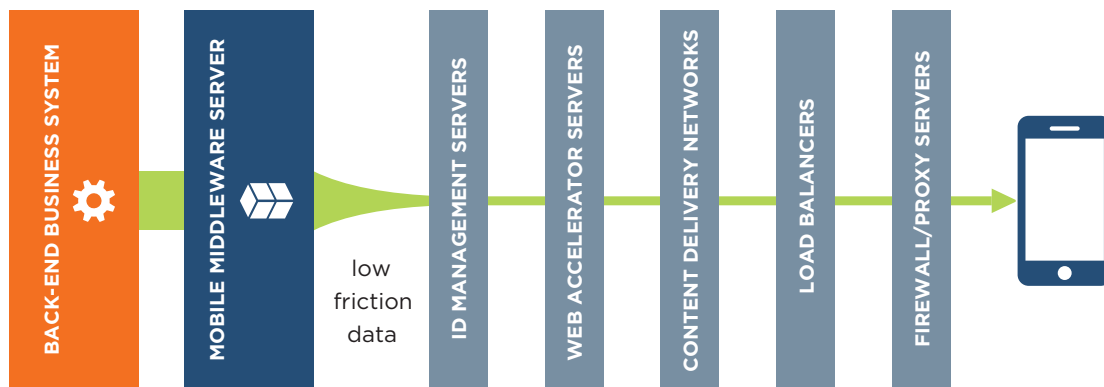 BACK-END BUSINESS SYSTEM
MOBILE MIDDLEWARE SERVER
low
friction
data
ID MANAGEMENT SERVERS
WEB ACCELERATOR SERVERS
CONTENT DELIVERY NETWORKS
LOAD BALANCERS
FIREWALL/PROXY SERVERS